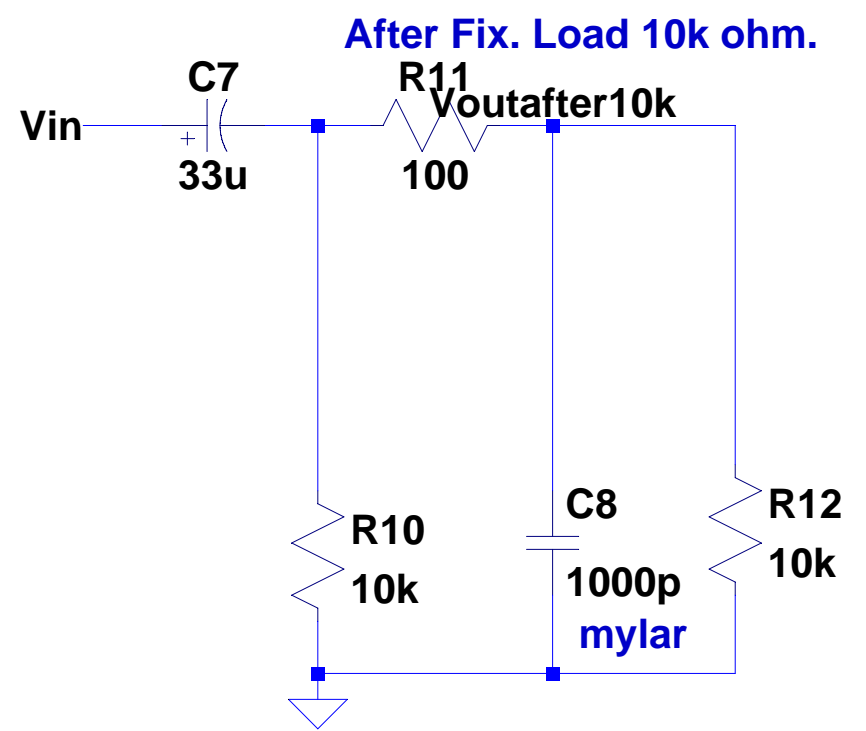 After Fix. Load 10k ohm.
C7
R11
Voutafter10k
Vin
+
33u
100
C8
R12
R10
10k
1000p
10k
mylar